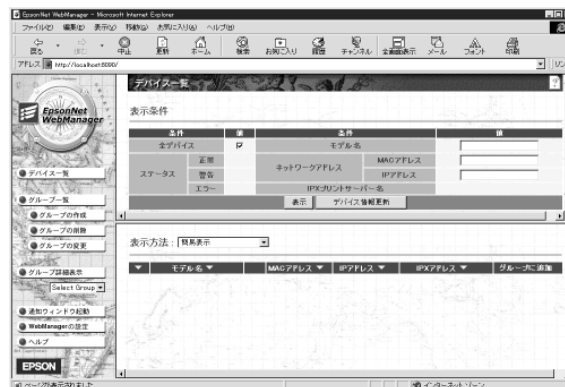 EpsonNet WebManager - Microsoft Internet Explorer
ファイル(F) 編集(E) 表示(V) 移動(G) お気に入り(A) ヘルプ(H)
戻る 中止 更新 ホーム 検索 お気に入り 履歴 チャンネル 全画面表示 メール フォント 印刷
アドレス http://localhost:8090/
EpsonNet
WebManager
デバイス一覧
グループ一覧
グループの作成
グループの削除
グループの変更
グループ詳細表示
Select Group
通知ウィンドウ起動
WebManagerの設定
ヘルプ
EPSON
デバイス一覧
?
表示条件
条件 値 条件 値
全デバイス モデル名
ステータス 正常 ネットワークアドレス MACアドレス
警告 IPアドレス
エラー IPXプリントサーバー名
表示 デバイス情報更新
表示方法: 簡易表示
▼ モデル名▼ MACアドレス▼ IPアドレス▼ IPXアドレス▼ グループに追加
ページが表示されました インターネット ゾーン